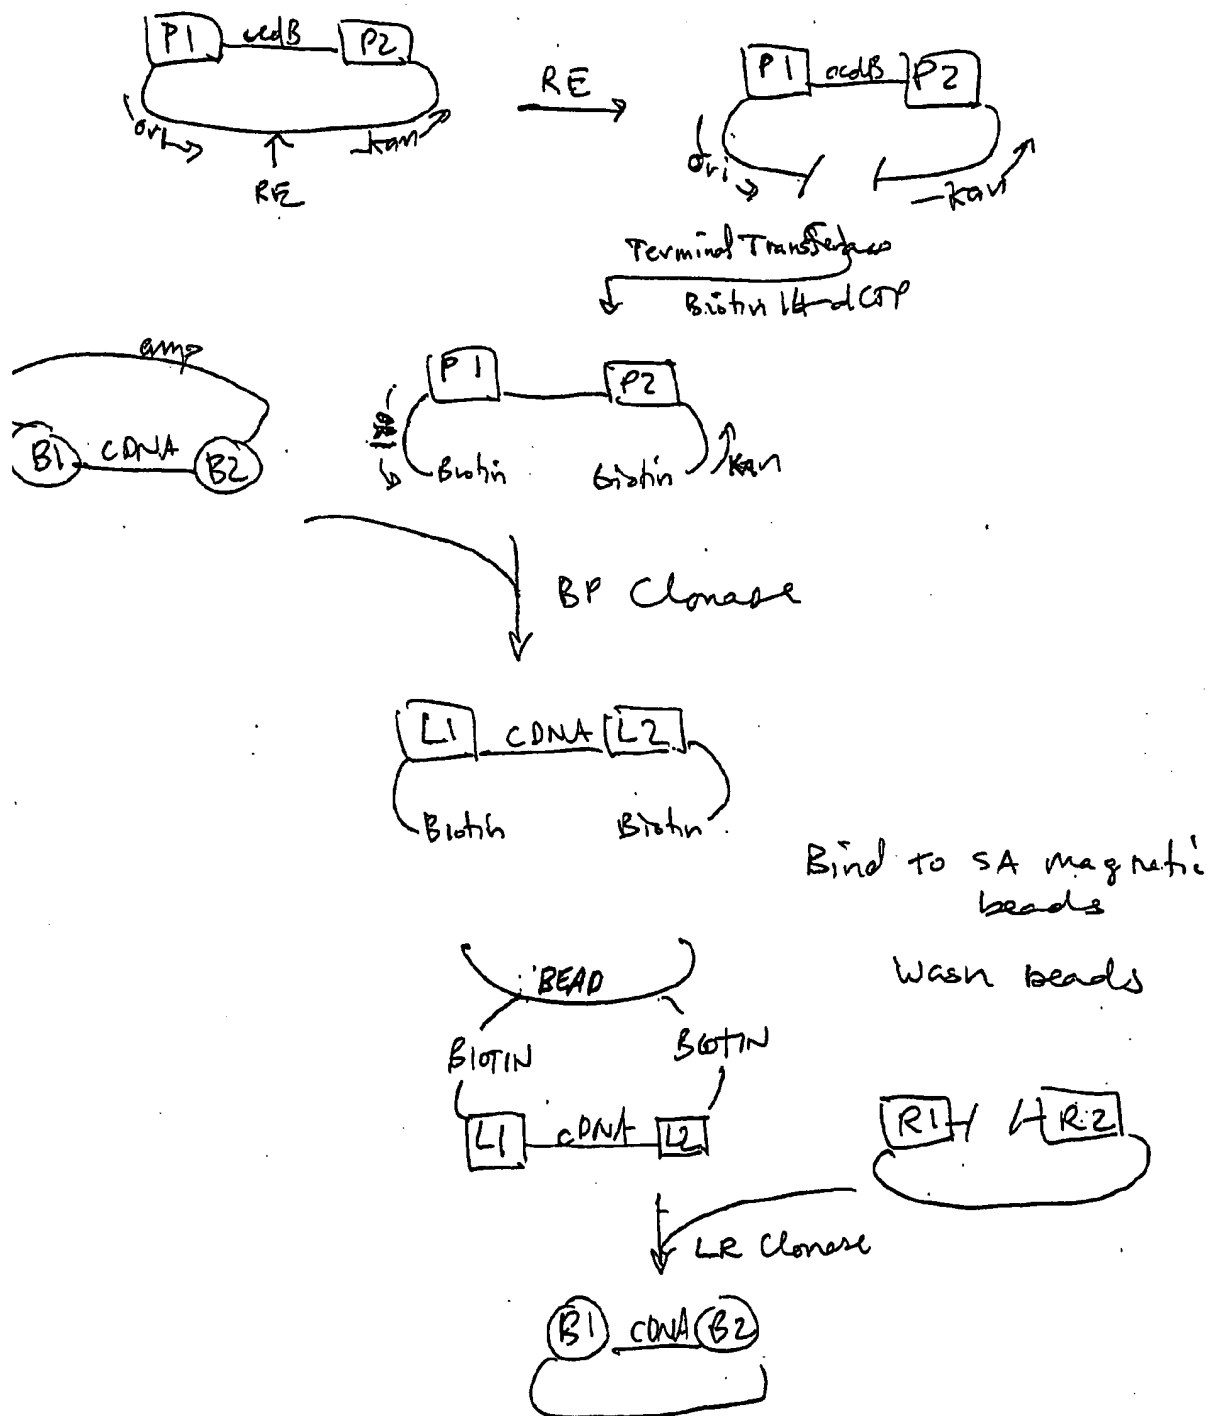 P1 ccdB P2
ori
kan
RE
RE
P1 ccdB P2
ori
kan
Terminal Transferase
Biotin 14-dCTP
amp
B1 CDNA B2
P1 P2
ORI
Biotin Biotin
Kan
BP Clonase
L1 CDNA L2
Biotin Biotin
Bind to SA magnetic
beads
Wash beads
BEAD
BIOTIN BIOTIN
L1 cDNA L2
R1 R2
LR Clonase
B1 CDNA B2